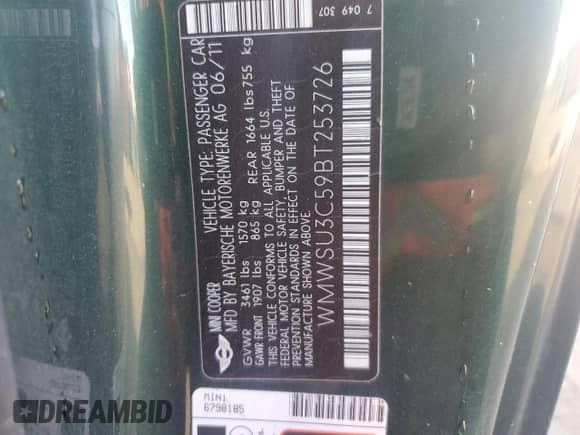 7 049 307
MINI COOPER
VEHICLE TYPE: PASSENGER CAR
MFD BY BAYERISCHE MOTORENWERKE AG 06/11
GVWR 3461 lbs 1570 kg
GAWR FRONT 1907 lbs 865 kg REAR 1664 lbs 755 kg
THIS VEHICLE CONFORMS TO ALL APPLICABLE U.S.
FEDERAL MOTOR VEHICLE SAFETY, BUMPER AND THEFT
PREVENTION STANDARDS IN EFFECT ON THE DATE OF
MANUFACTURE SHOWN ABOVE.
WMWSU3C59BT253726
MINI
6790185
DREAMBID